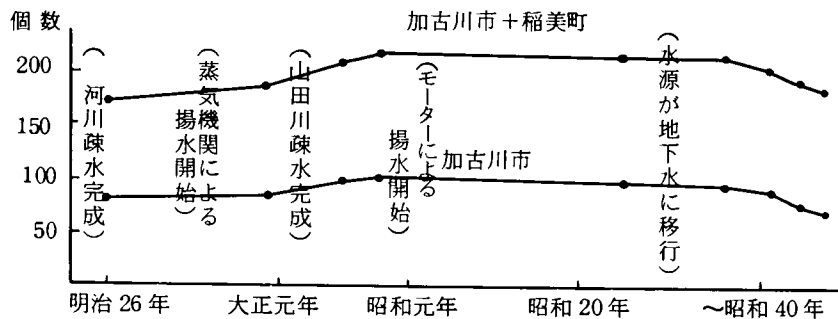 個数
200
150
100
50
加古川市＋稲美町
加古川市
（河川疎水完成）
（蒸気機関による
揚水開始）
（山田川疎水完成）
（モーターによる
揚水開始）
（水源が地下水に移行）
明治26年
大正元年
昭和元年
昭和20年
〜昭和40年